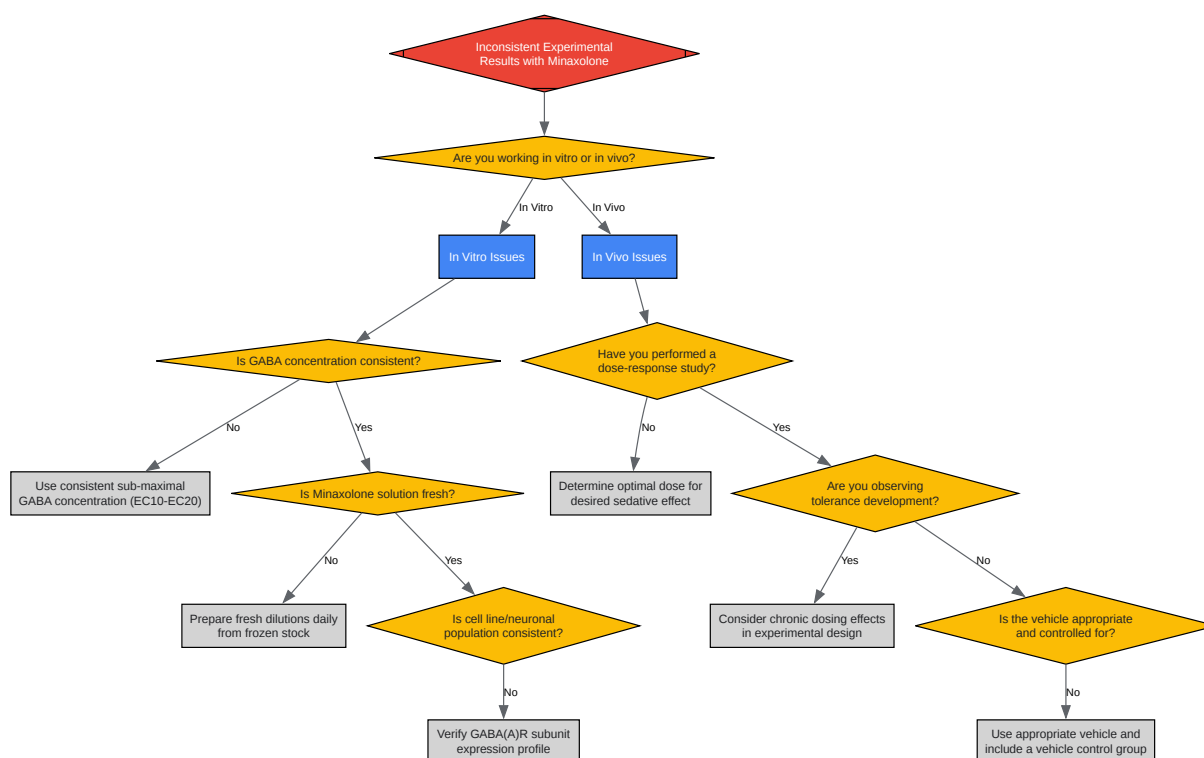 Inconsistent Experimental
Results with Minaxolone
Are you working in vitro or in vivo?
In Vitro
In Vivo
In Vitro Issues
In Vivo Issues
Is GABA concentration consistent?
Have you performed a
dose-response study?
No
Yes
No
Yes
Use consistent sub-maximal
GABA concentration (EC10-EC20)
Is Minaxolone solution fresh?
Determine optimal dose for
desired sedative effect
Are you observing
tolerance development?
No
Yes
Yes
No
Prepare fresh dilutions daily
from frozen stock
Is cell line/neuronal
population consistent?
Consider chronic dosing effects
in experimental design
Is the vehicle appropriate
and controlled for?
No
No
Verify GABA(A)R subunit
expression profile
Use appropriate vehicle and
include a vehicle control group